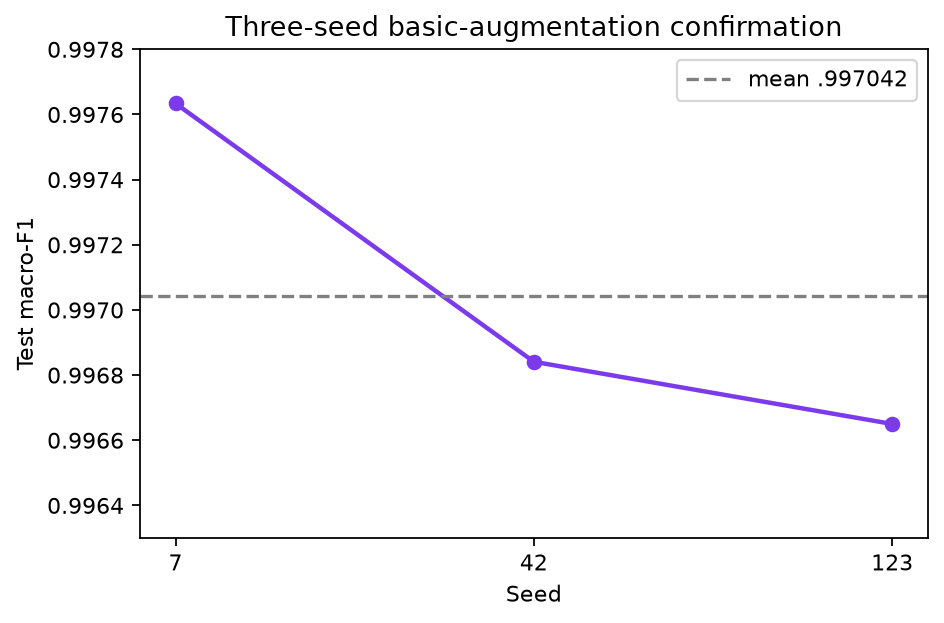 Three-seed basic-augmentation confirmation
mean .997042
Test macro-F1
0.9978
0.9976
0.9974
0.9972
0.9970
0.9968
0.9966
0.9964
7
42
123
Seed